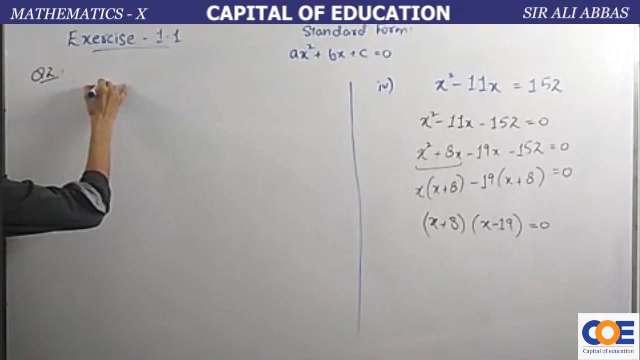 MATHEMATICS - X
CAPITAL OF EDUCATION
SIR ALI ABBAS
Exercise - 1.1
Standard Form:
ax² + bx + c = 0
Q2:
iv) x² - 11x = 152
x² - 11x - 152 = 0
x² + 8x - 19x - 152 = 0
x(x+8) - 19(x+8) = 0
(x+8) (x-19) = 0
COE
Capital of education